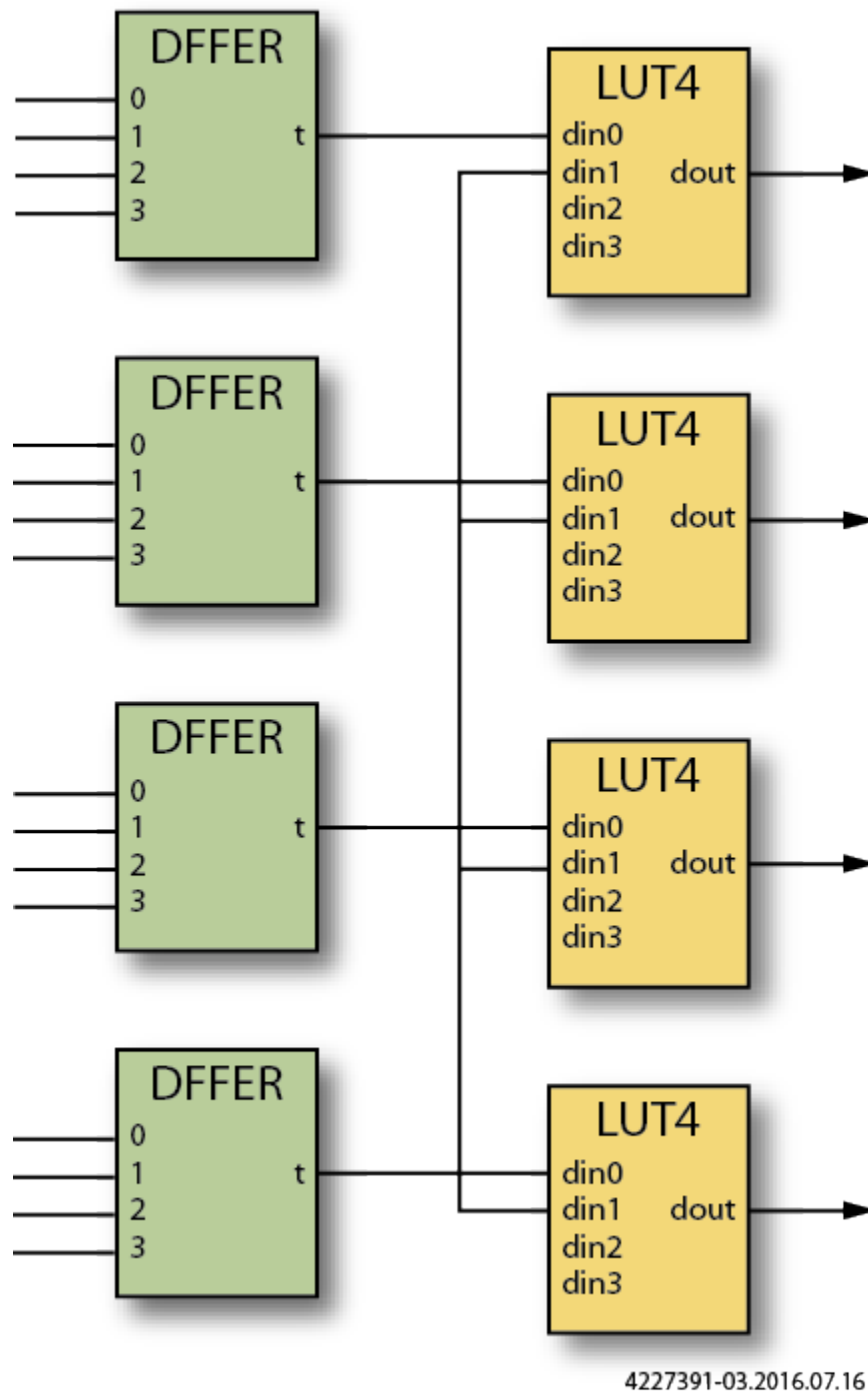 DFFER
0
1
2
3
t
LUT4
din0
din1
din2
din3
dout
DFFER
0
1
2
3
t
LUT4
din0
din1
din2
din3
dout
DFFER
0
1
2
3
t
LUT4
din0
din1
din2
din3
dout
DFFER
0
1
2
3
t
LUT4
din0
din1
din2
din3
dout
4227391-03.2016.07.16